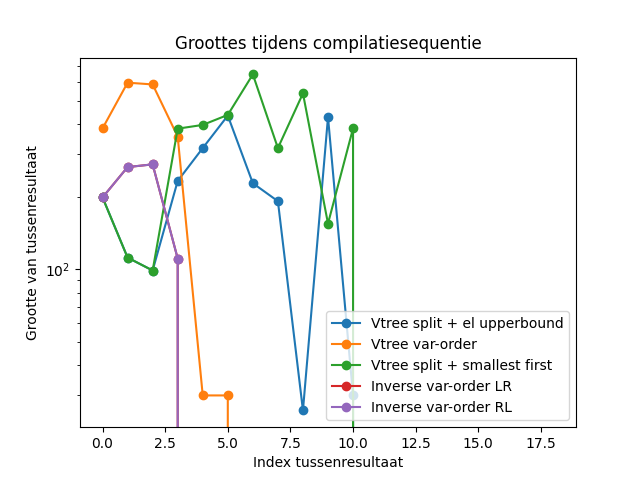 Groottes tijdens compilatiesequentie
Grootte van tussenresultaat
10²
Vtree split + el upperbound
Vtree var-order
Vtree split + smallest first
Inverse var-order LR
Inverse var-order RL
0.0 2.5 5.0 7.5 10.0 12.5 15.0 17.5
Index tussenresultaat